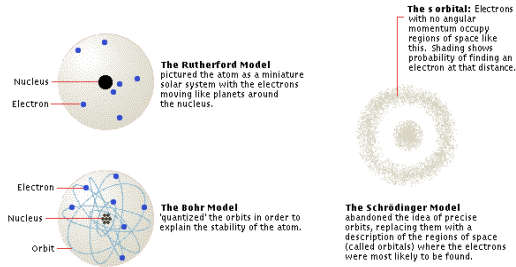 Nucleus
Electron
The Rutherford Model
pictured the atom as a miniature
solar system with the electrons
moving like planets around
the nucleus.
Electron
Nucleus
Orbit
The Bohr Model
'quantized' the orbits in order to
explain the stability of the atom.
The s orbital: Electrons
with no angular
momentum occupy
regions of space like
this. Shading shows
probability of finding an
electron at that distance.
The Schrödinger Model
abandoned the idea of precise
orbits, replacing them with a
description of the regions of space
(called orbitals) where the electrons
were most likely to be found.